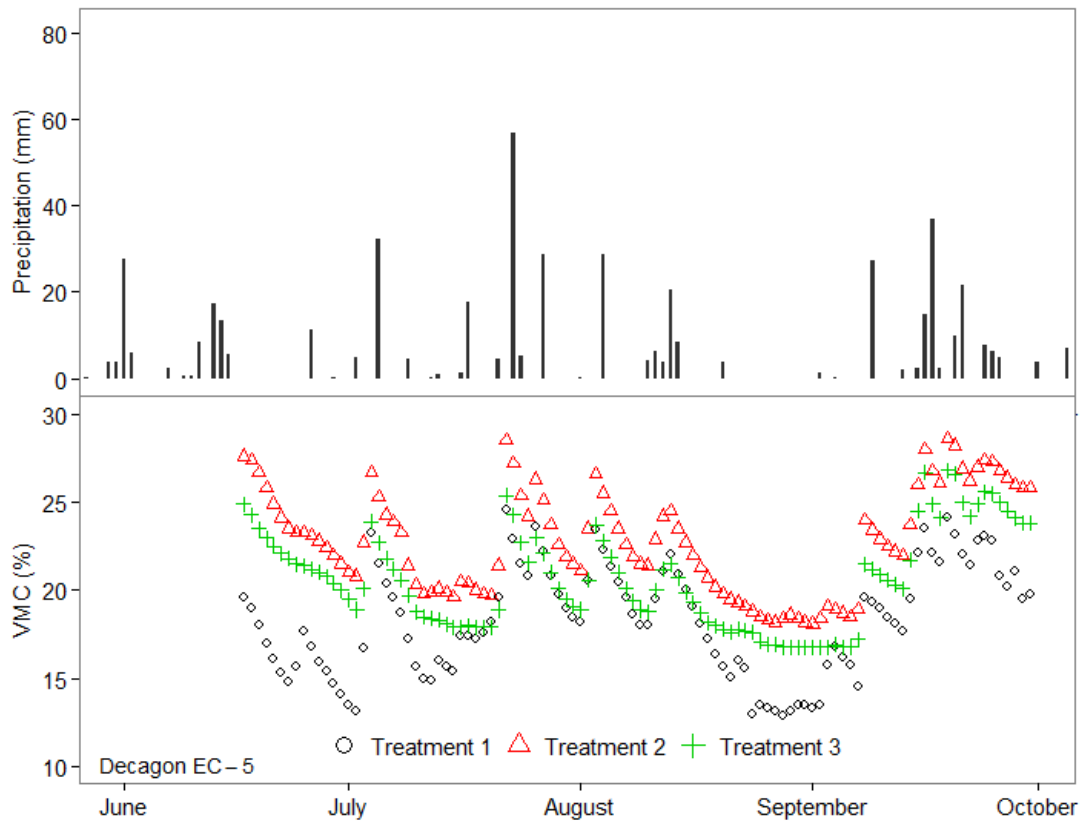 Precipitation (mm)
80
60
40
20
0
VMC (%)
30
25
20
15
10
Treatment 1 Treatment 2 Treatment 3
Decagon EC – 5
June July August September October